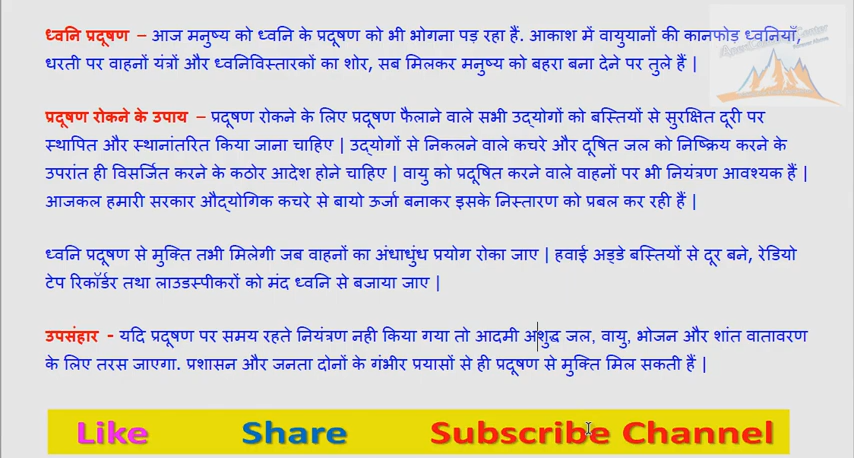 ध्वनि प्रदूषण – आज मनुष्य को ध्वनि के प्रदूषण को भी भोगना पड़ रहा हैं. आकाश में वायुयानों की कानफोड़ ध्वनियाँ,
धरती पर वाहनों यंत्रों और ध्वनिविस्तारकों का शोर, सब मिलकर मनुष्य को बहरा बना देने पर तुले हैं |
प्रदूषण रोकने के उपाय – प्रदूषण रोकने के लिए प्रदूषण फैलाने वाले सभी उद्योगों को बस्तियों से सुरक्षित दूरी पर
स्थापित और स्थानांतरित किया जाना चाहिए | उद्योगों से निकलने वाले कचरे और दूषित जल को निष्क्रिय करने के
उपरांत ही विसर्जित करने के कठोर आदेश होने चाहिए | वायु को प्रदूषित करने वाले वाहनों पर भी नियंत्रण आवश्यक हैं |
आजकल हमारी सरकार औद्योगिक कचरे से बायो ऊर्जा बनाकर इसके निस्तारण को प्रबल कर रही हैं |
ध्वनि प्रदूषण से मुक्ति तभी मिलेगी जब वाहनों का अंधाधुंध प्रयोग रोका जाए | हवाई अड्डे बस्तियों से दूर बने, रेडियो
टेप रिकॉर्डर तथा लाउडस्पीकरों को मंद ध्वनि से बजाया जाए |
उपसंहार - यदि प्रदूषण पर समय रहते नियंत्रण नही किया गया तो आदमी अशुद्ध जल, वायु, भोजन और शांत वातावरण
के लिए तरस जाएगा. प्रशासन और जनता दोनों के गंभीर प्रयासों से ही प्रदूषण से मुक्ति मिल सकती हैं |
Like Share Subscribe Channel